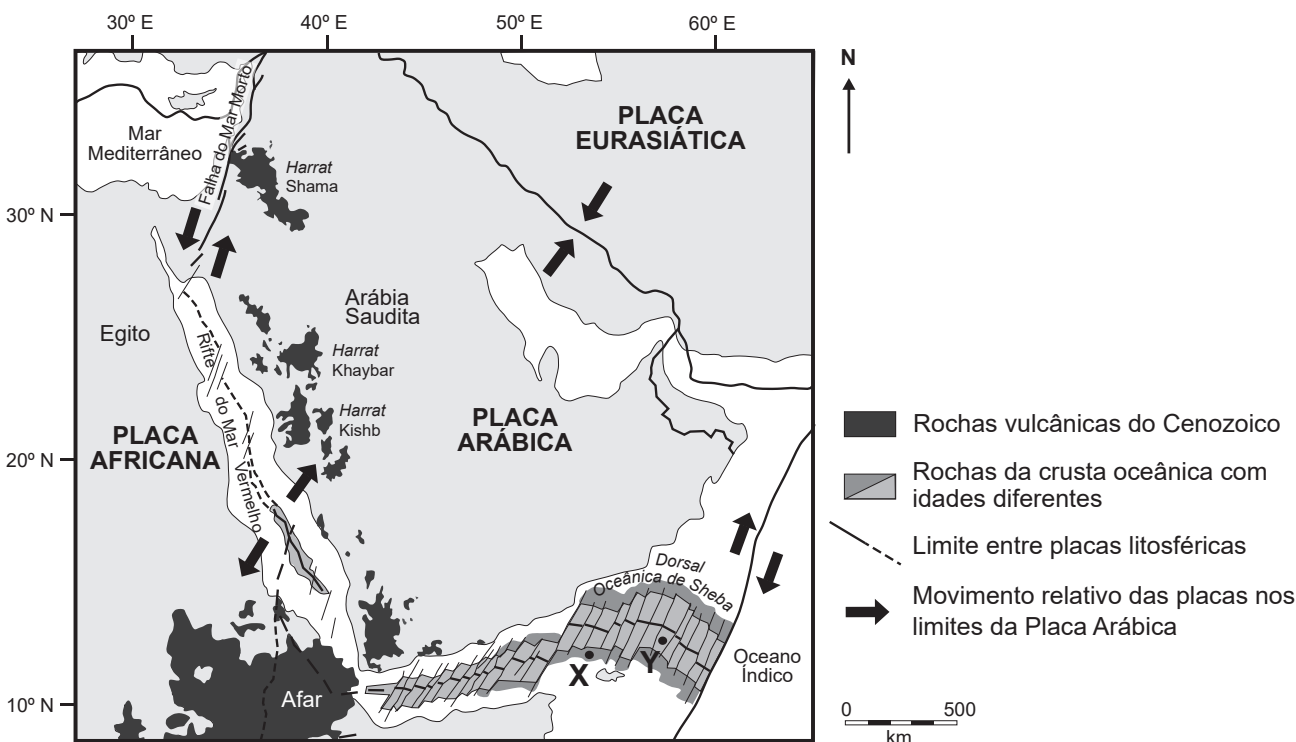 30º E
40º E
50º E
60º E
N
30º N
20º N
10º N
Mar
Mediterrâneo
Falha do Mar Morto
Harrat
Shama
PLACA
EURASIÁTICA
Egito
Arábia
Saudita
Rifte
do Mar
Vermelho
Harrat
Khaybar
Harrat
Kishb
PLACA
AFRICANA
PLACA
ARÁBICA
Dorsal
Oceânica de Sheba
Afar
X
Y
Oceano
Índico
Rochas vulcânicas do Cenozoico
Rochas da crusta oceânica com
idades diferentes
Limite entre placas litosféricas
Movimento relativo das placas nos
limites da Placa Arábica
0
500
km